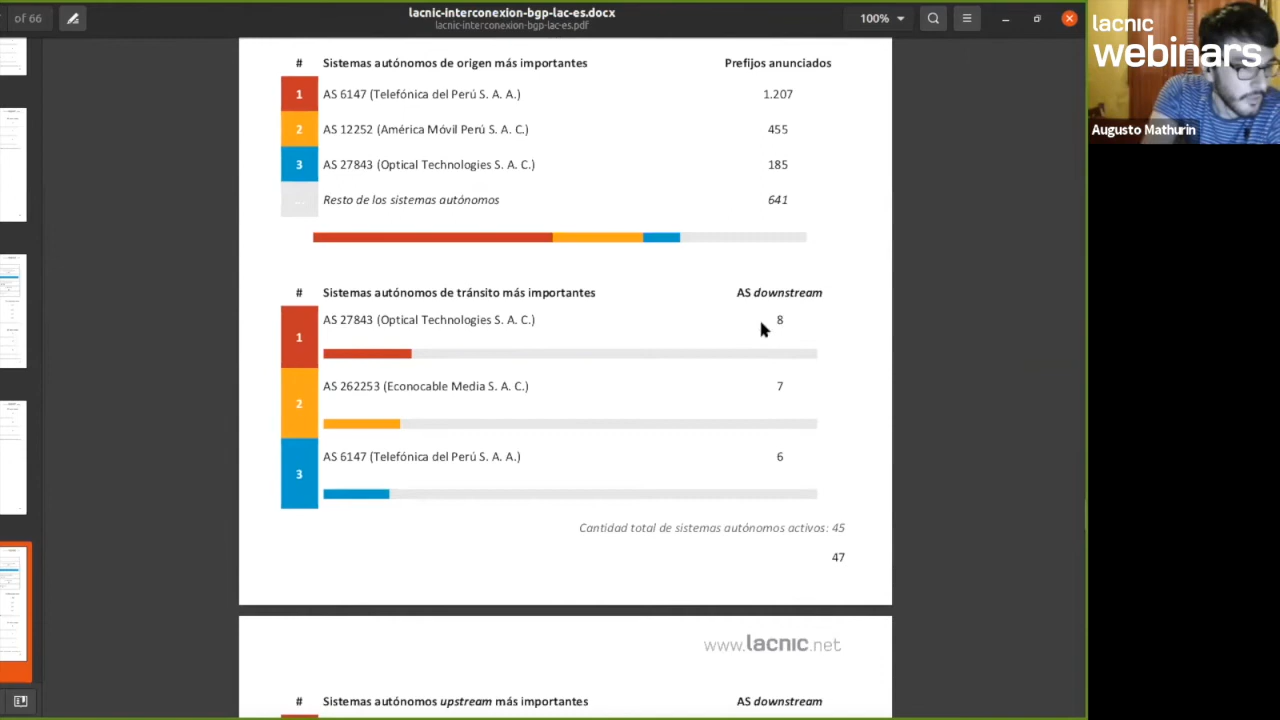 of 66
lacnic-interconexion-bgp-lac-es.docx
lacnic-interconexion-bgp-lac-es.pdf
100%
lacnic
webinars
Augusto Mathurin
# Sistemas autónomos de origen más importantes Prefijos anunciados
1 AS 6147 (Telefónica del Perú S. A. A.) 1.207
2 AS 12252 (América Móvil Perú S. A. C.) 455
3 AS 27843 (Optical Technologies S. A. C.) 185
... Resto de los sistemas autónomos 641
# Sistemas autónomos de tránsito más importantes AS downstream
1 AS 27843 (Optical Technologies S. A. C.) 8
2 AS 262253 (Econocable Media S. A. C.) 7
3 AS 6147 (Telefónica del Perú S. A. A.) 6
Cantidad total de sistemas autónomos activos: 45
47
www.lacnic.net
# Sistemas autónomos upstream más importantes AS downstream